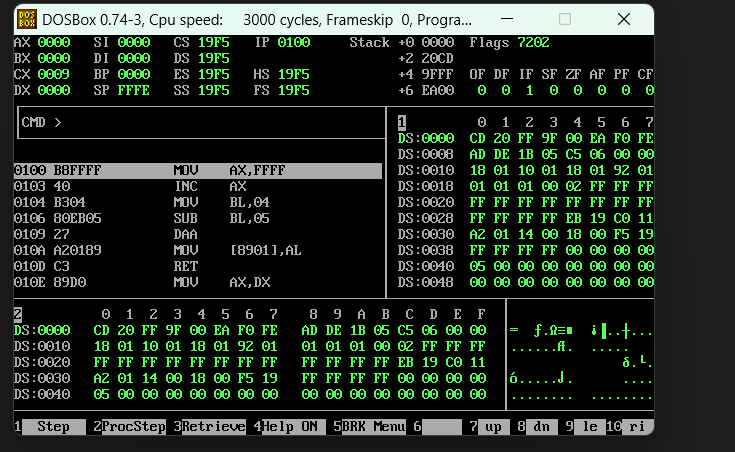 DOSBox 0.74-3, Cpu speed: 3000 cycles, Frameskip 0, Progra...
AX 0000 SI 0000 CS 19F5 IP 0100 Stack +0 0000 Flags 7202
BX 0000 DI 0000 DS 19F5 +2 20CD
CX 0009 BP 0000 ES 19F5 HS 19F5 +4 9FFF OF DF IF SF ZF AF PF CF
DX 0000 SP FFFE SS 19F5 FS 19F5 +6 EA00 0 0 1 0 0 0 0 0
CMD >
1 0 1 2 3 4 5 6 7
DS:0000 CD 20 FF 9F 00 EA F0 FE
DS:0008 AD DE 1B 05 C5 06 00 00
DS:0010 18 01 10 01 18 01 92 01
DS:0018 01 01 01 00 02 FF FF FF
DS:0020 FF FF FF FF FF FF FF FF
DS:0028 FF FF FF FF EB 19 C0 11
DS:0030 A2 01 14 00 18 00 F5 19
DS:0038 FF FF FF FF 00 00 00 00
DS:0040 05 00 00 00 00 00 00 00
DS:0048 00 00 00 00 00 00 00 00
0100 B8FFFF MOV AX,FFFF
0103 40 INC AX
0104 B304 MOV BL,04
0106 80EB05 SUB BL,05
0109 27 DAA
010A A20189 MOV [8901],AL
010D C3 RET
010E 89D0 MOV AX,DX
2 0 1 2 3 4 5 6 7 8 9 A B C D E F
DS:0000 CD 20 FF 9F 00 EA F0 FE AD DE 1B 05 C5 06 00 00 = ƒ.Ω≡■ ¡▐..┼...
DS:0010 18 01 10 01 18 01 92 01 01 01 01 00 02 FF FF FF ......Æ. .....
DS:0020 FF FF FF FF FF FF FF FF FF FF FF FF EB 19 C0 11 δ.└.
DS:0030 A2 01 14 00 18 00 F5 19 FF FF FF FF 00 00 00 00 ó.....⌡. ....
DS:0040 05 00 00 00 00 00 00 00 00 00 00 00 00 00 00 00 ........ ........
1 Step 2ProcStep 3Retrieve 4Help ON 5BRK Menu 6 7 up 8 dn 9 le 10 ri